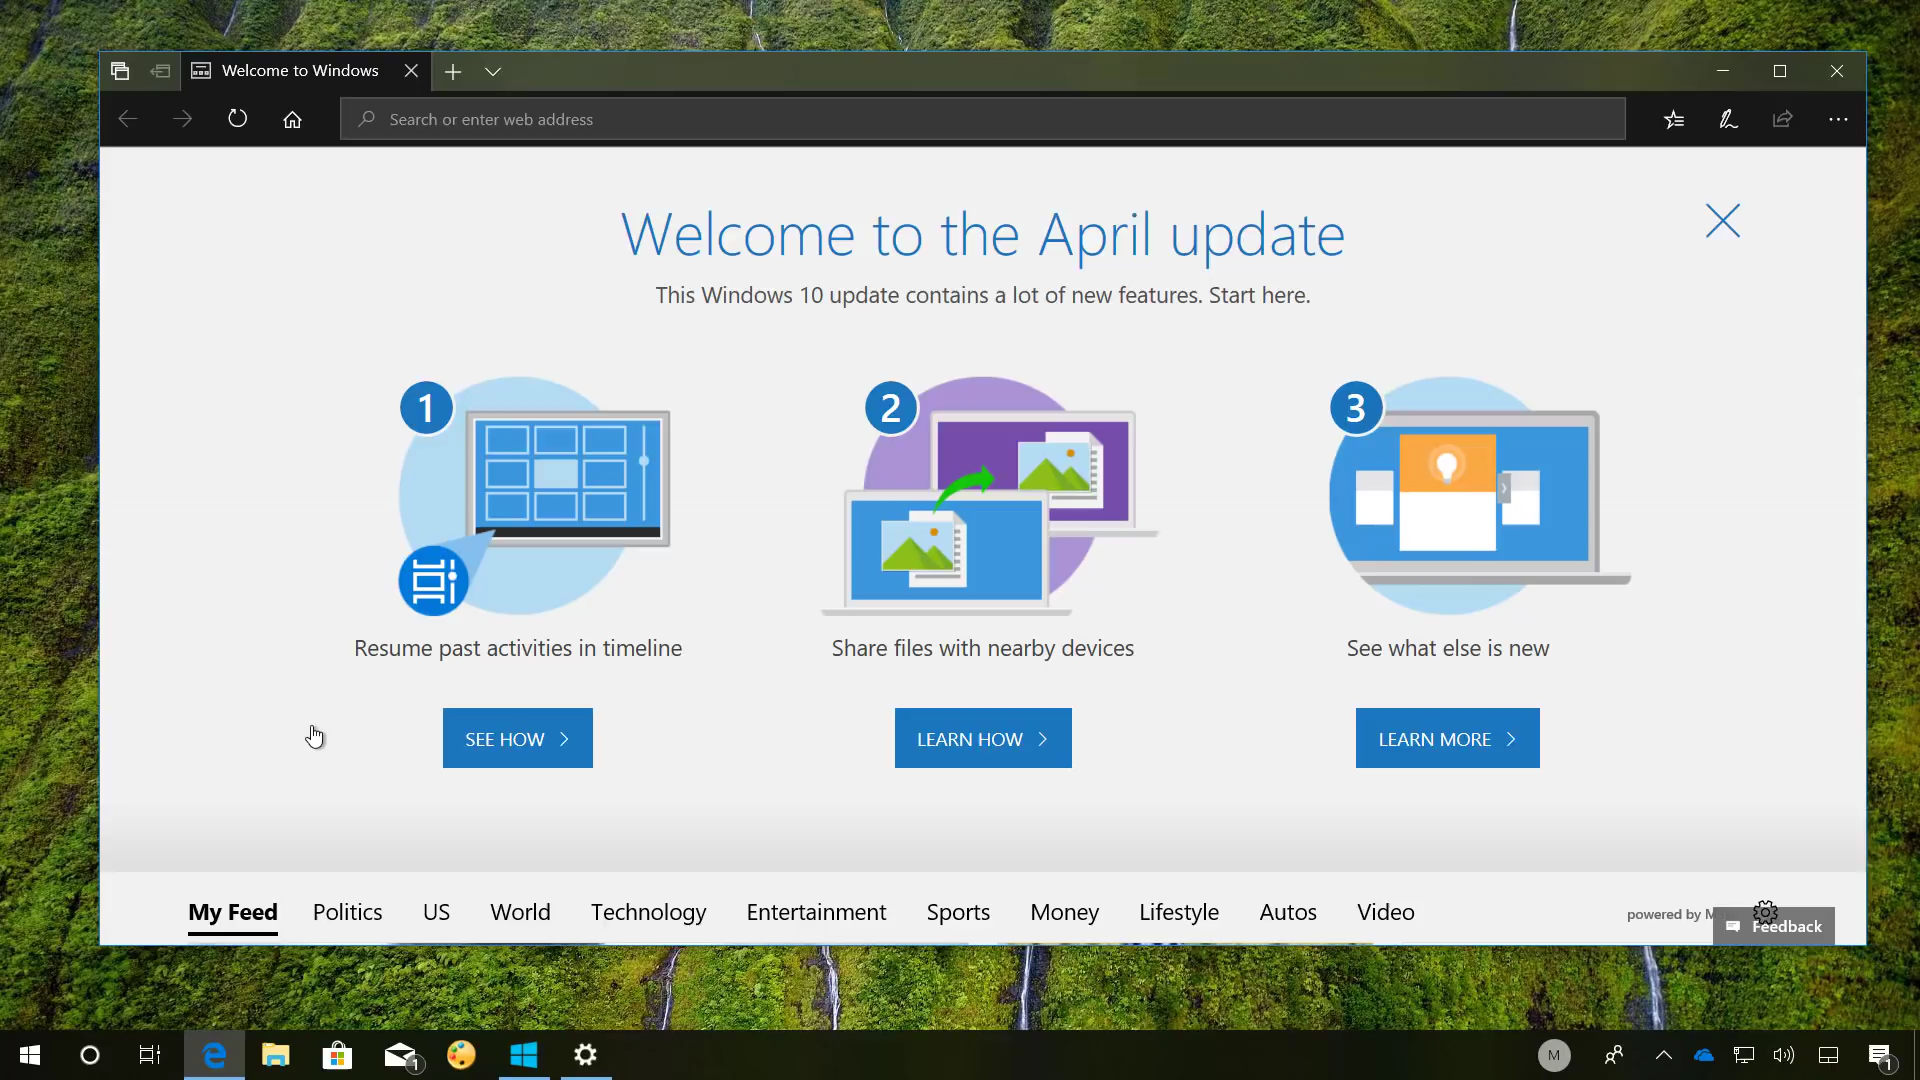 Welcome to Windows
Search or enter web address
Welcome to the April update
This Windows 10 update contains a lot of new features. Start here.
1
2
3
Resume past activities in timeline
Share files with nearby devices
See what else is new
SEE HOW
LEARN HOW
LEARN MORE
My Feed Politics US World Technology Entertainment Sports Money Lifestyle Autos Video
powered by M
Feedback
1
M
1